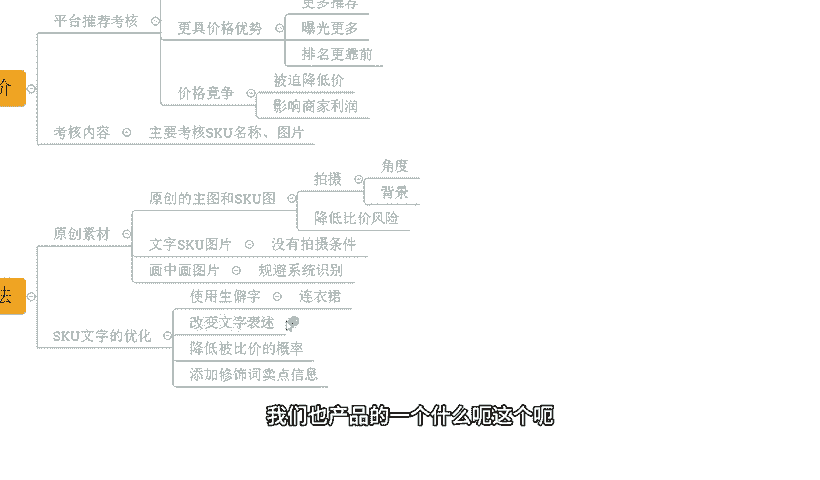 更多推荐
平台推荐考核
更具价格优势
曝光更多
排名更靠前
价
价格竟争
被迫降低价
影响商家利润
考核内容
主要考核SKU名称、图片
原创素材
原创的主图和SKU图
拍摄
角度
背景
降低比价风险
文字SKU图片
没有拍摄条件
画中画图片
规避系统识别
法
SKU文字的优化
使用生僻字
连衣裙
改变文字表述
降低被比价的概率
添加修饰词卖点信息
我们也产品的一个什么呃这个呃